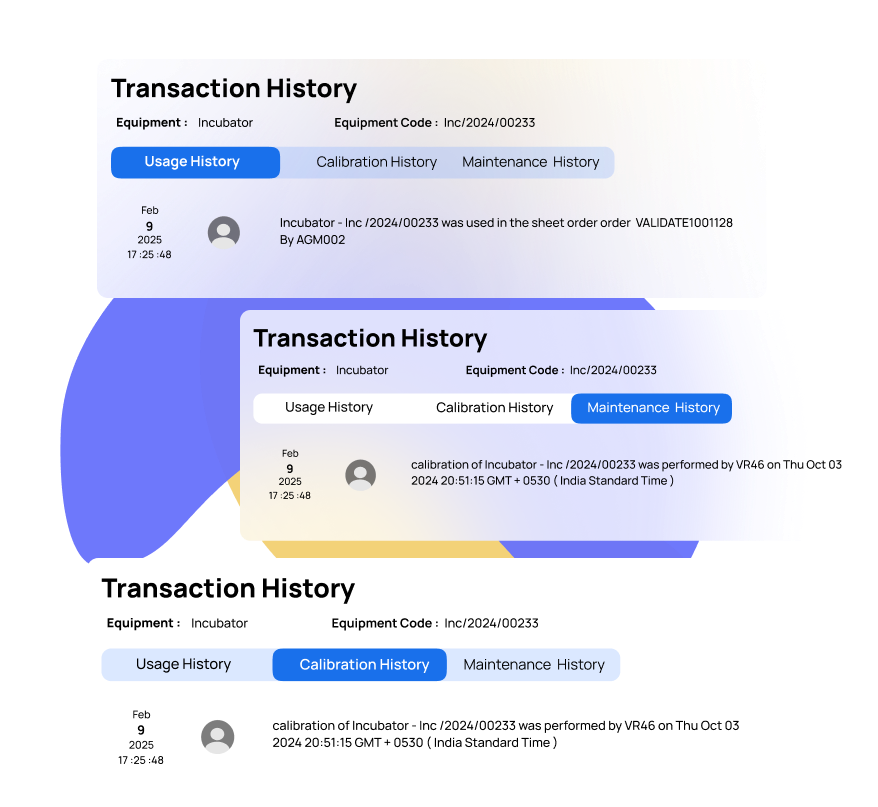 Transaction History
Equipment : Incubator Equipment Code : Inc/2024/00233
Usage History Calibration History Maintenance History
Feb
9
2025
17 :25 :48
Incubator - Inc /2024/00233 was used in the sheet order order VALIDATE1001128
By AGM002
Transaction History
Equipment : Incubator Equipment Code : Inc/2024/00233
Usage History Calibration History Maintenance History
Feb
9
2025
17 :25 :48
calibration of Incubator - Inc /2024/00233 was performed by VR46 on Thu Oct 03
2024 20:51:15 GMT + 0530 ( India Standard Time )
Transaction History
Equipment : Incubator Equipment Code : Inc/2024/00233
Usage History Calibration History Maintenance History
Feb
9
2025
17 :25 :48
calibration of Incubator - Inc /2024/00233 was performed by VR46 on Thu Oct 03
2024 20:51:15 GMT + 0530 ( India Standard Time )